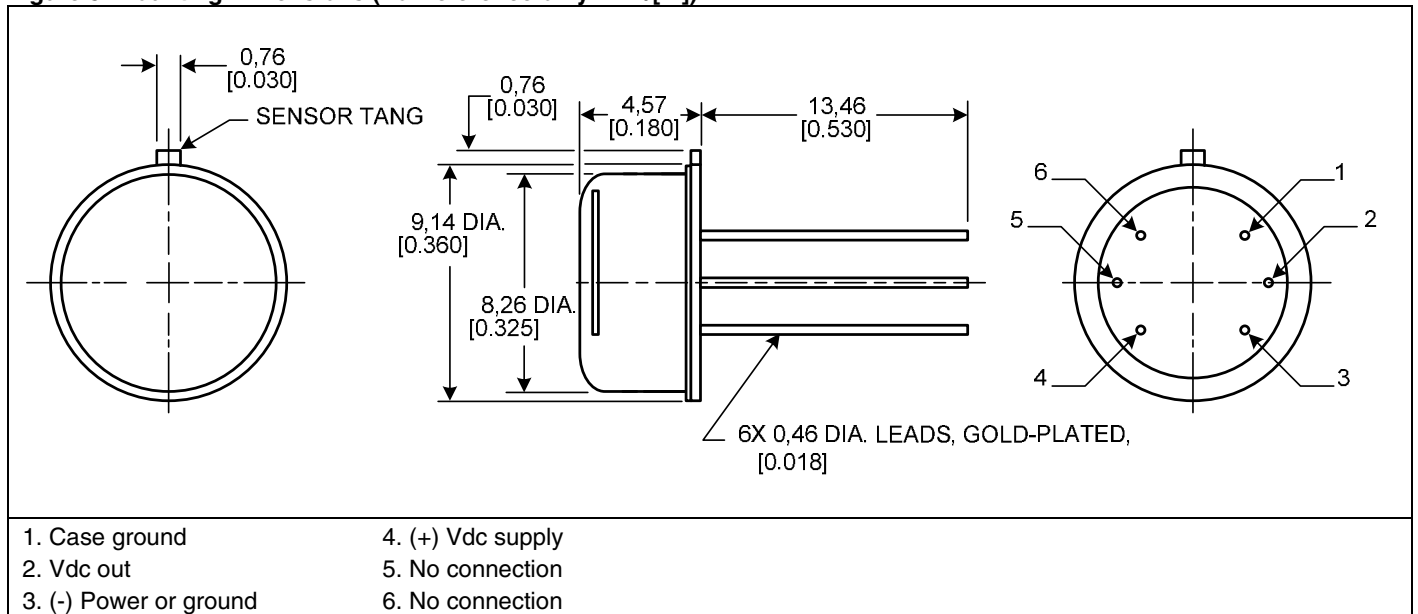 0,76
[0.030]
SENSOR TANG
0,76
[0.030]
4,57
[0.180]
13,46
[0.530]
9,14 DIA.
[0.360]
8,26 DIA.
[0.325]
6X 0,46 DIA. LEADS, GOLD-PLATED,
[0.018]
6
5
4
1
2
3
1. Case ground
2. Vdc out
3. (-) Power or ground
4. (+) Vdc supply
5. No connection
6. No connection